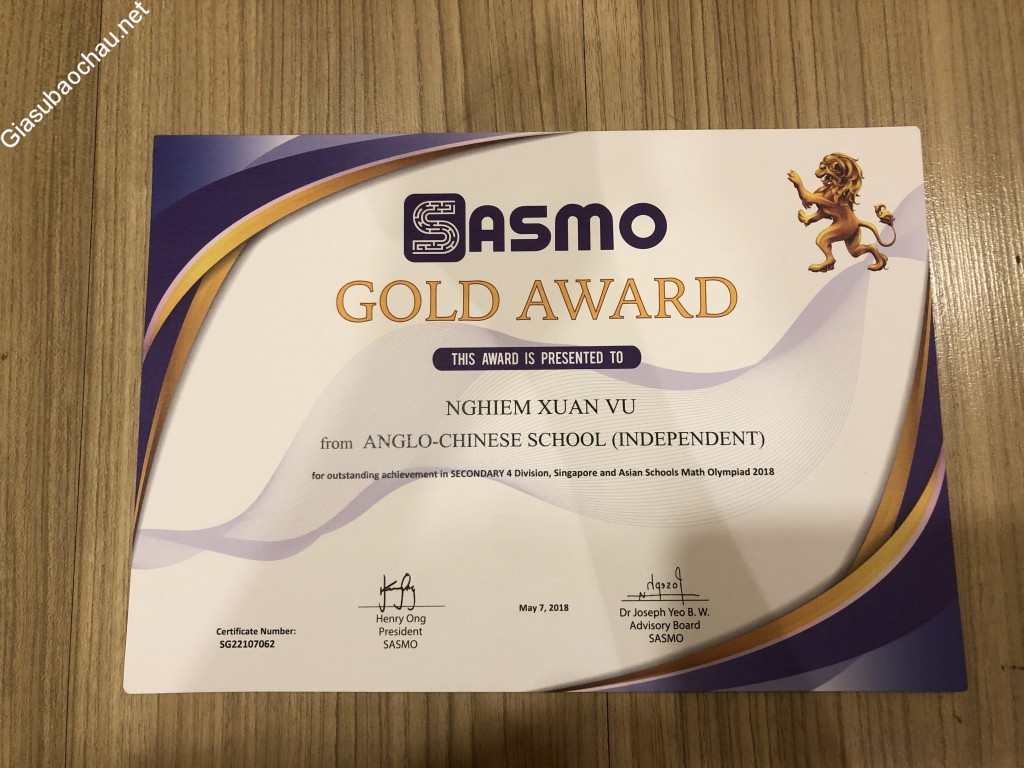 Giasubaochau.net
SASMO
GOLD AWARD
THIS AWARD IS PRESENTED TO
NGHIEM XUAN VU
from ANGLO-CHINESE SCHOOL (INDEPENDENT)
for outstanding achievement in SECONDARY 4 Division, Singapore and Asian Schools Math Olympiad 2018
Certificate Number:
SG22107062
Henry Ong
President
SASMO
May 7, 2018
Dr Joseph Yeo B. W.
Advisory Board
SASMO